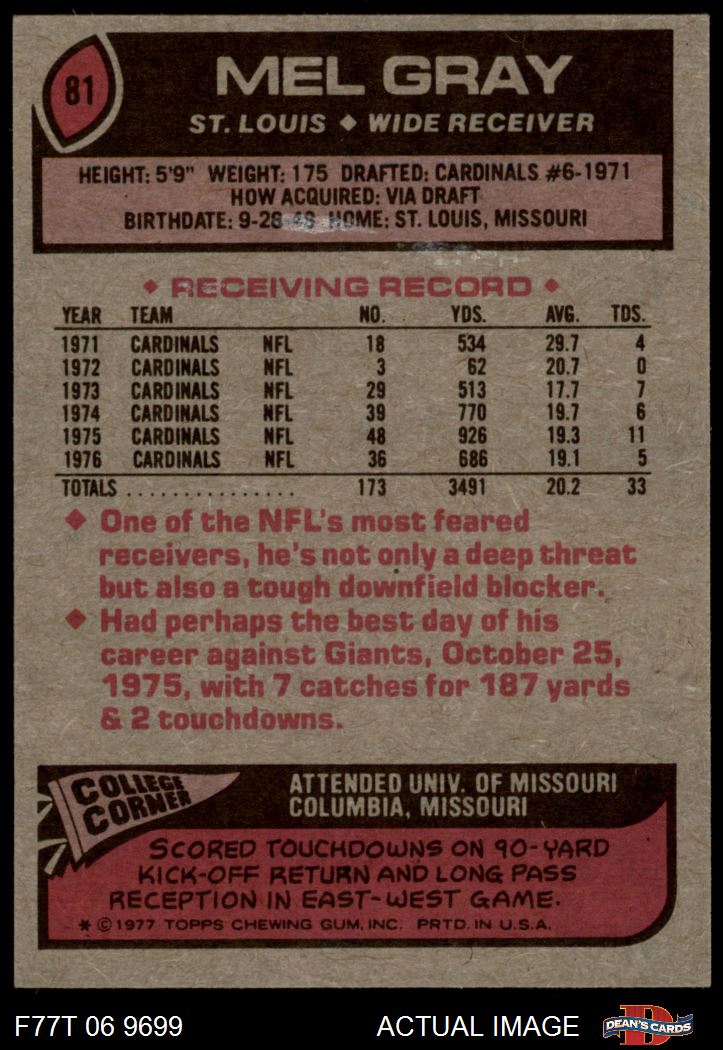 81
MEL GRAY
ST. LOUIS ◆ WIDE RECEIVER
HEIGHT: 5'9" WEIGHT: 175 DRAFTED: CARDINALS #6-1971
HOW ACQUIRED: VIA DRAFT
BIRTHDATE: 9-28-48 HOME: ST. LOUIS, MISSOURI
◆ RECEIVING RECORD ◆
YEAR TEAM NO. YDS. AVG. TDS.
1971 CARDINALS NFL 18 534 29.7 4
1972 CARDINALS NFL 3 62 20.7 0
1973 CARDINALS NFL 29 513 17.7 7
1974 CARDINALS NFL 39 770 19.7 6
1975 CARDINALS NFL 48 926 19.3 11
1976 CARDINALS NFL 36 686 19.1 5
TOTALS . . . . . . . . . . . . . . . 173 3491 20.2 33
◆ One of the NFL's most feared
receivers, he's not only a deep threat
but also a tough downfield blocker.
◆ Had perhaps the best day of his
career against Giants, October 25,
1975, with 7 catches for 187 yards
& 2 touchdowns.
COLLEGE
CORNER
ATTENDED UNIV. OF MISSOURI
COLUMBIA, MISSOURI
SCORED TOUCHDOWNS ON 90-YARD
KICK-OFF RETURN AND LONG PASS
RECEPTION IN EAST-WEST GAME.
* © 1977 TOPPS CHEWING GUM, INC. PRTD. IN U.S.A.
F77T 06 9699 ACTUAL IMAGE D DEAN'S CARDS